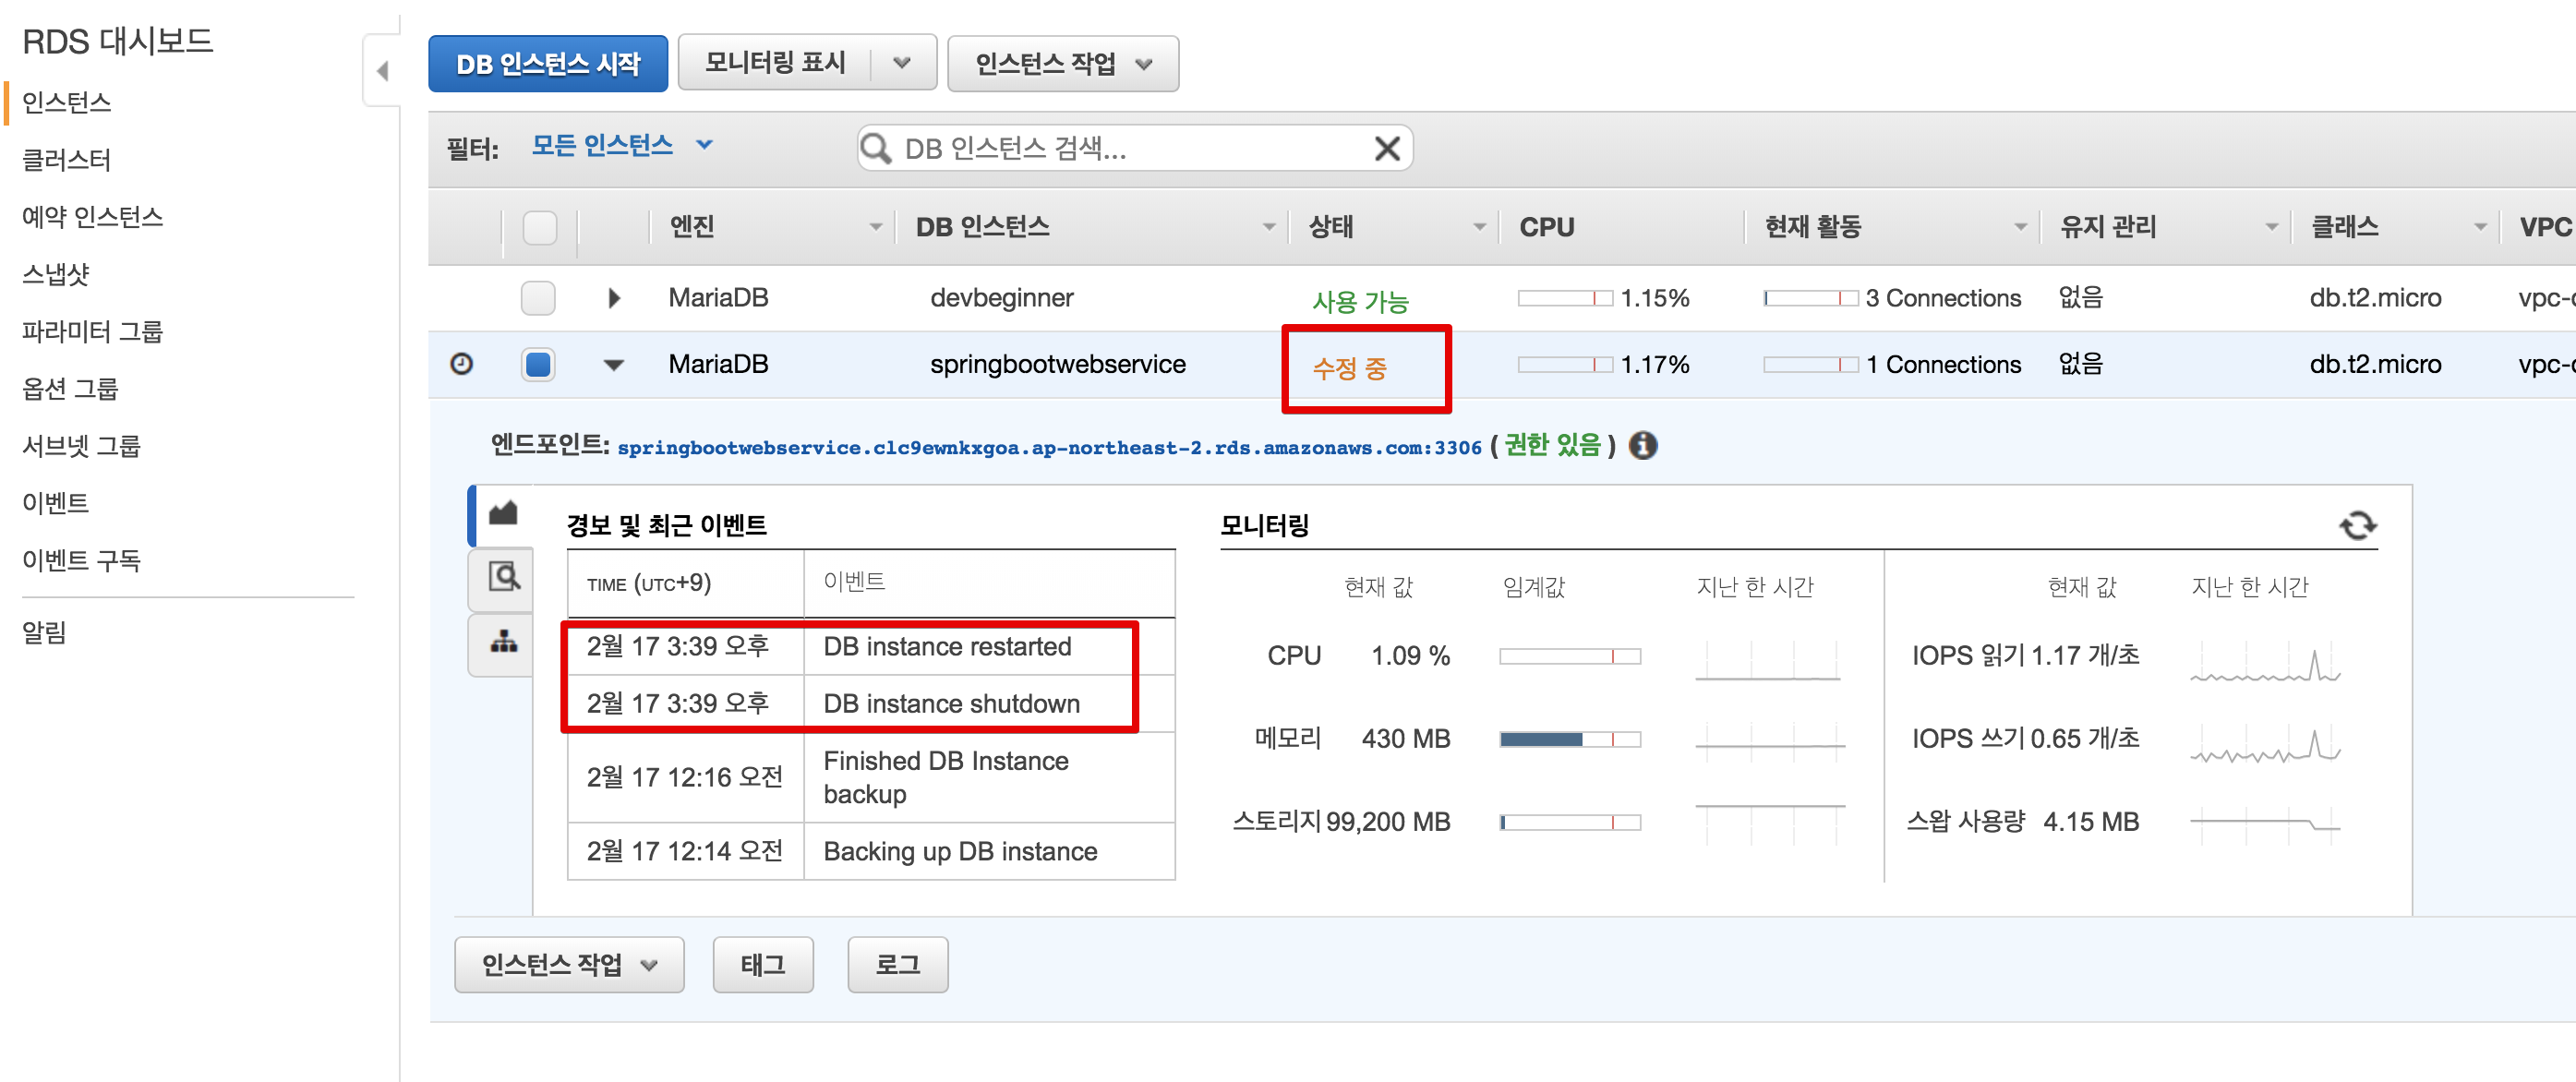 RDS 대시보드
인스턴스
클러스터
예약 인스턴스
스냅샷
파라미터 그룹
옵션 그룹
서브넷 그룹
이벤트
이벤트 구독
알림
DB 인스턴스 시작 모니터링 표시 인스턴스 작업
필터: 모든 인스턴스 DB 인스턴스 검색...
엔진 DB 인스턴스 상태 CPU 현재 활동 유지 관리 클래스 VPC
MariaDB devbeginner 사용 가능 1.15% 3 Connections 없음 db.t2.micro vpc-
MariaDB springbootwebservice 수정 중 1.17% 1 Connections 없음 db.t2.micro vpc-
엔드포인트: springbootwebservice.clc9ewnkxgoa.ap-northeast-2.rds.amazonaws.com:3306 ( 권한 있음 )
경보 및 최근 이벤트
TIME (UTC+9) 이벤트
2월 17 3:39 오후 DB instance restarted
2월 17 3:39 오후 DB instance shutdown
2월 17 12:16 오전 Finished DB Instance
backup
2월 17 12:14 오전 Backing up DB instance
모니터링
현재 값 임계값 지난 한 시간 현재 값 지난 한 시간
CPU 1.09 % IOPS 읽기 1.17 개/초
메모리 430 MB IOPS 쓰기 0.65 개/초
스토리지 99,200 MB 스왑 사용량 4.15 MB
인스턴스 작업 태그 로그